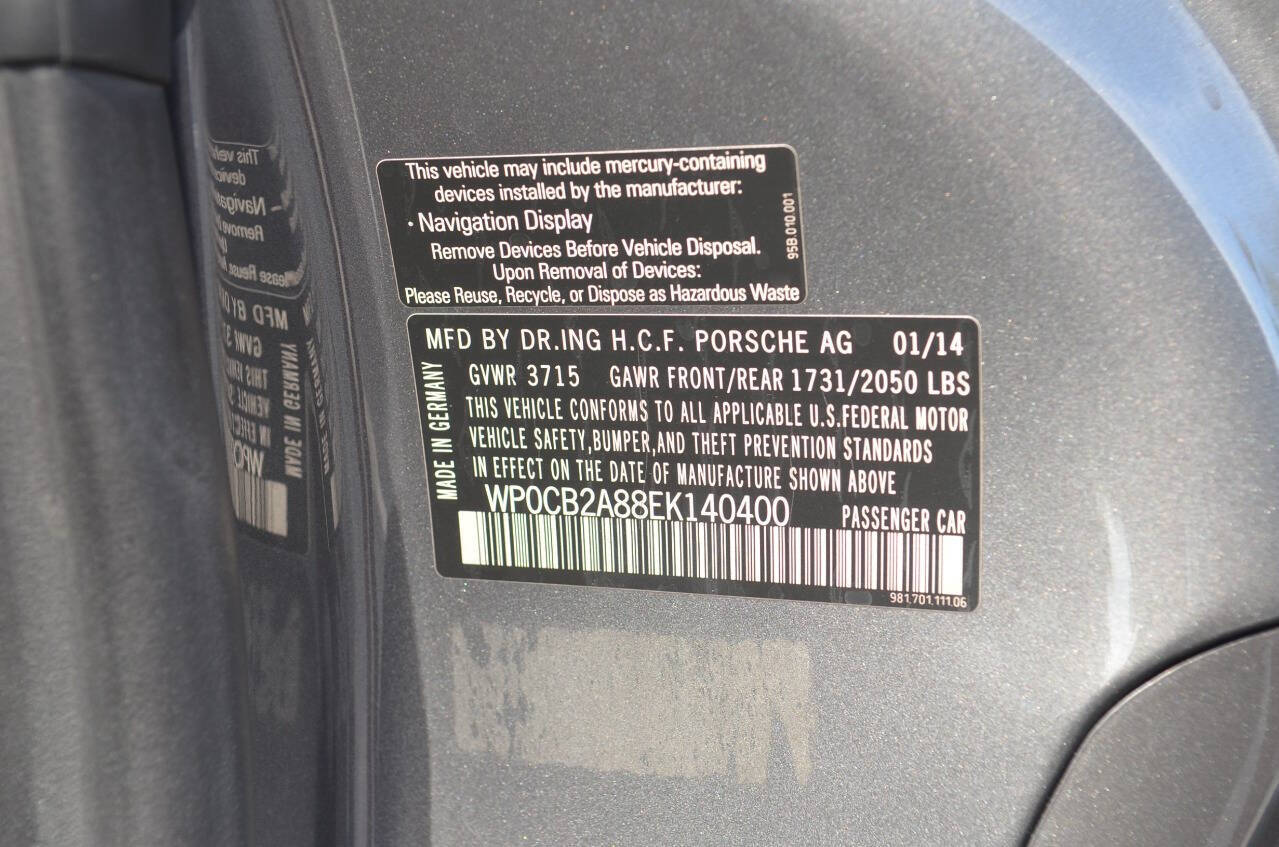 This vehicle may include mercury-containing
devices installed by the manufacturer:
· Navigation Display
Remove Devices Before Vehicle Disposal.
Upon Removal of Devices:
Please Reuse, Recycle, or Dispose as Hazardous Waste
95B.010.001
MFD BY DR.ING H.C.F. PORSCHE AG 01/14
GVWR 3715 GAWR FRONT/REAR 1731/2050 LBS
THIS VEHICLE CONFORMS TO ALL APPLICABLE U.S.FEDERAL MOTOR
VEHICLE SAFETY,BUMPER,AND THEFT PREVENTION STANDARDS
IN EFFECT ON THE DATE OF MANUFACTURE SHOWN ABOVE
MADE IN GERMANY
WP0CB2A88EK140400 PASSENGER CAR
981.701.111.06